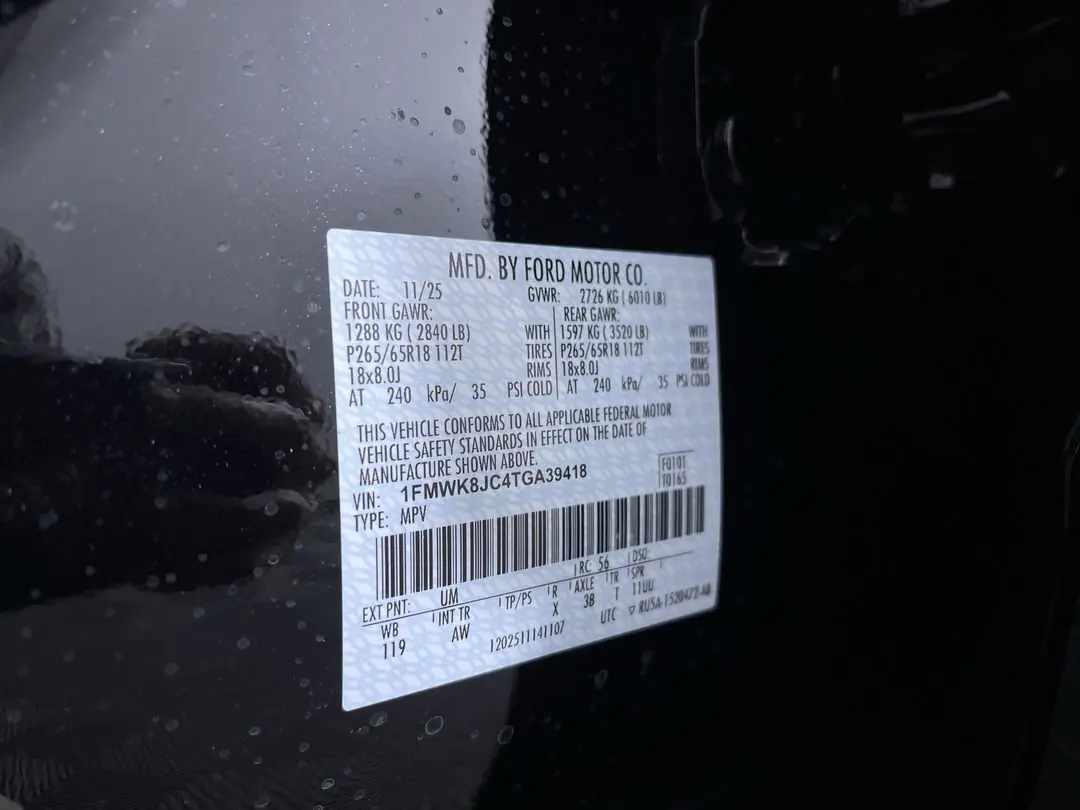 MFD. BY FORD MOTOR CO.
DATE: 11/25 GVWR: 2726 KG ( 6010 LB)
FRONT GAWR: REAR GAWR:
1288 KG ( 2840 LB) WITH 1597 KG ( 3520 LB) WITH
P265/65R18 112T TIRES P265/65R18 112T TIRES
18x8.0J RIMS 18x8.0J RIMS
AT 240 kPa/ 35 PSI COLD AT 240 kPa/ 35 PSI COLD
THIS VEHICLE CONFORMS TO ALL APPLICABLE FEDERAL MOTOR
VEHICLE SAFETY STANDARDS IN EFFECT ON THE DATE OF
MANUFACTURE SHOWN ABOVE.
VIN: 1FMWK8JC4TGA39418 F0101
TYPE: MPV T0165
EXT PNT: UM RC: 56 DSO:
WB INT TR TP/PS R AXLE TR SPR
119 AW X 3B T 11UU
1202511141107 UTC ▽ RU5A-1520472-AB